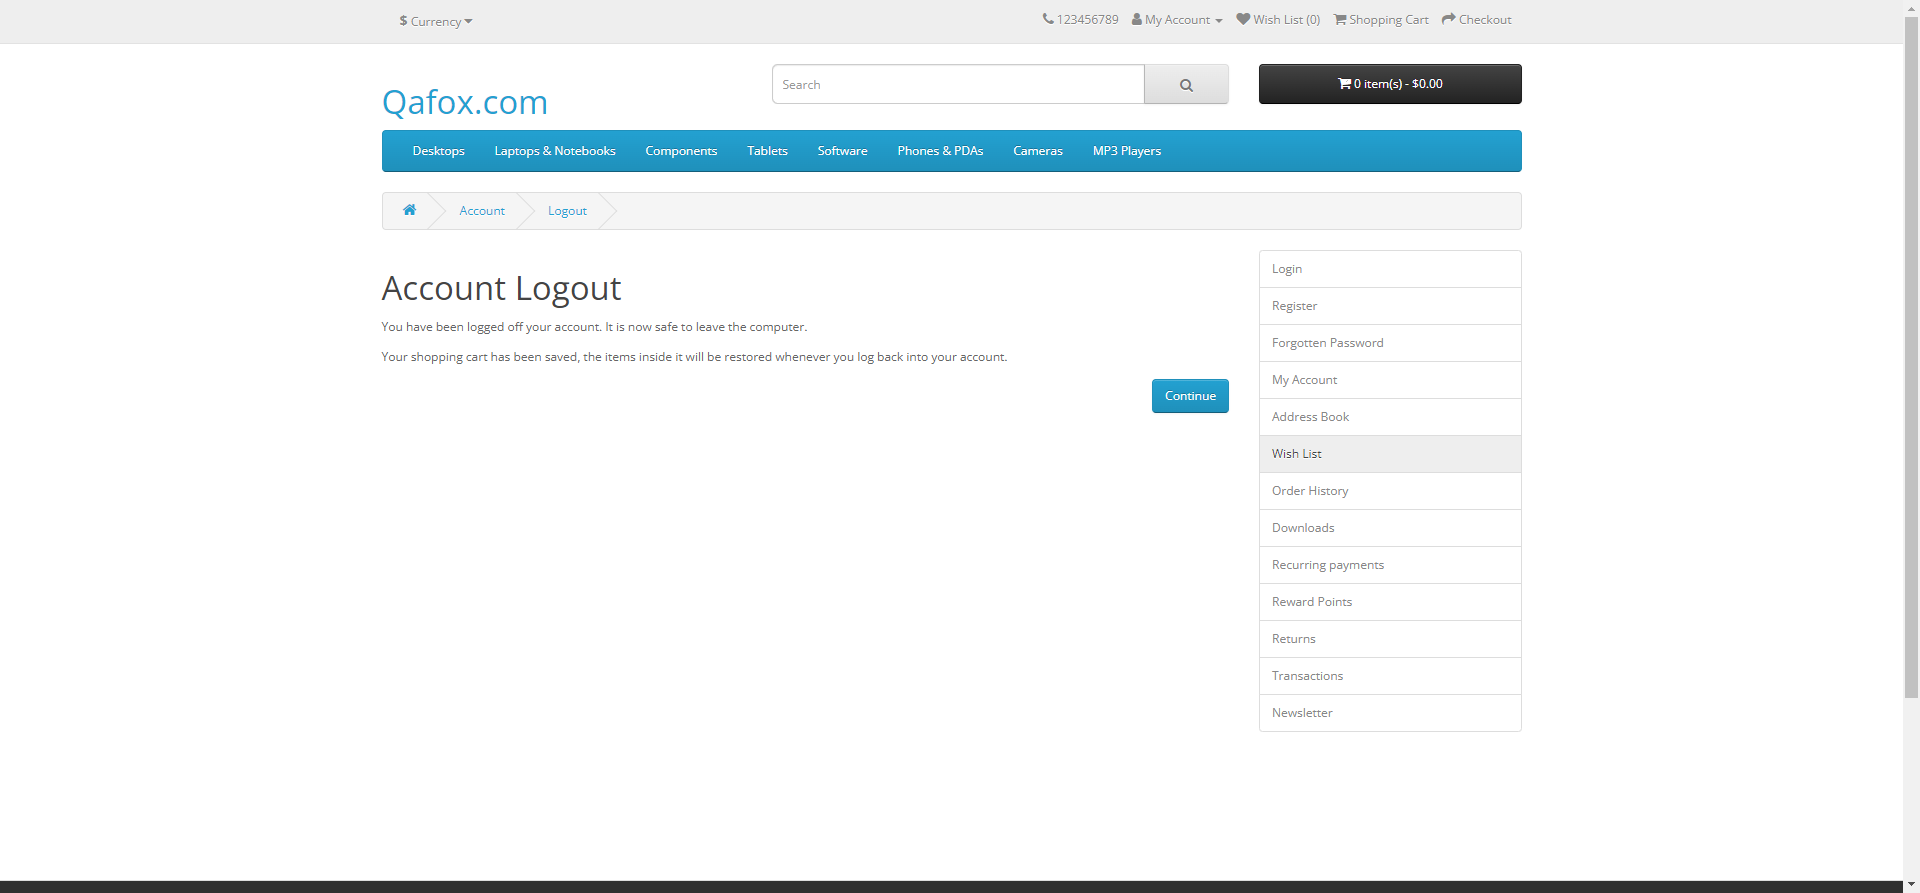 $ Currency
123456789 My Account Wish List (0) Shopping Cart Checkout
Qafox.com
Search
0 item(s) - $0.00
Desktops Laptops & Notebooks Components Tablets Software Phones & PDAs Cameras MP3 Players
Account Logout
Account Logout
You have been logged off your account. It is now safe to leave the computer.
Your shopping cart has been saved, the items inside it will be restored whenever you log back into your account.
Continue
Login
Register
Forgotten Password
My Account
Address Book
Wish List
Order History
Downloads
Recurring payments
Reward Points
Returns
Transactions
Newsletter